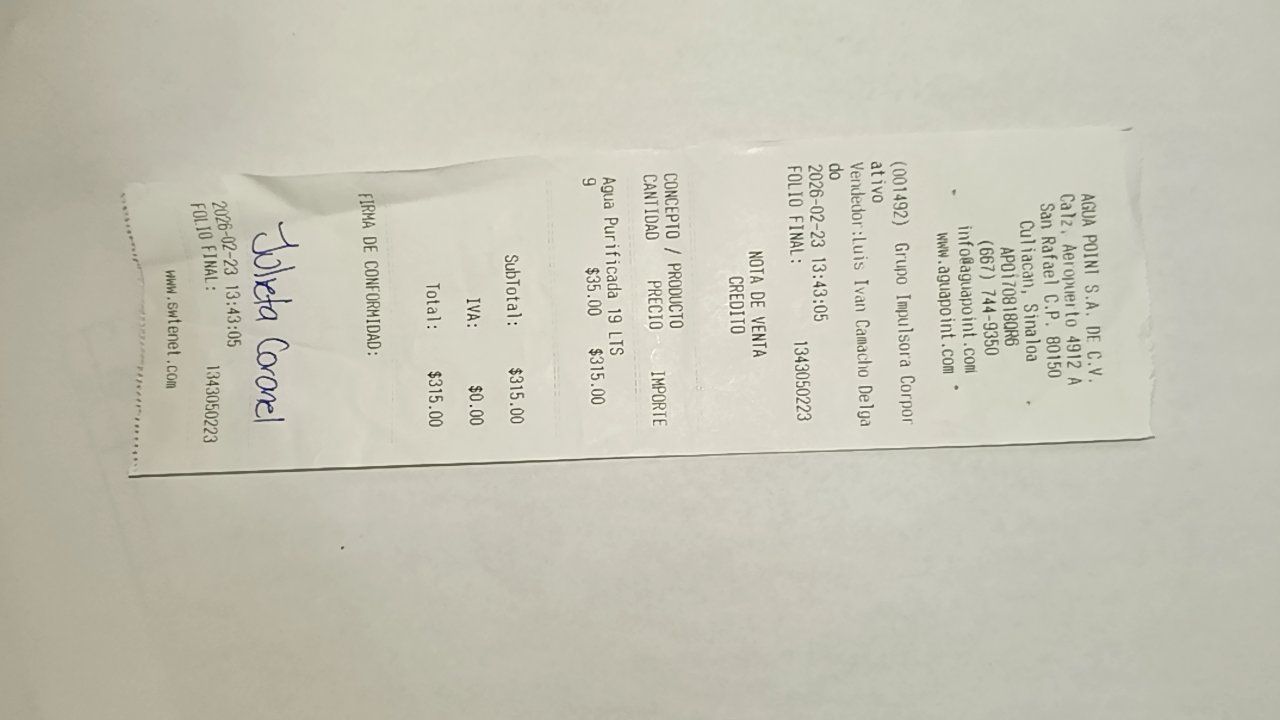 AGUA POINT S.A. DE C.V.
Calz. Aeropuerto 4912 A
San Rafael C.P. 80150
Culiacan, Sinaloa
APO170818QR6
(667) 744-9350
info@aguapoint.com
www.aguapoint.com
(001492) Grupo Impulsora Corpor
ativo
Vendedor:Luis Ivan Camacho Delga
do
2026-02-23 13:43:05
FOLIO FINAL: 1343050223
NOTA DE VENTA
CREDITO
CONCEPTO / PRODUCTO
CANTIDAD PRECIO IMPORTE
Agua Purificada 19 LTS
9 $35.00 $315.00
SubTotal: $315.00
IVA: $0.00
Total: $315.00
FIRMA DE CONFORMIDAD:
Julieta Coronel
2026-02-23 13:43:05
FOLIO FINAL: 1343050223
www.swtenet.com